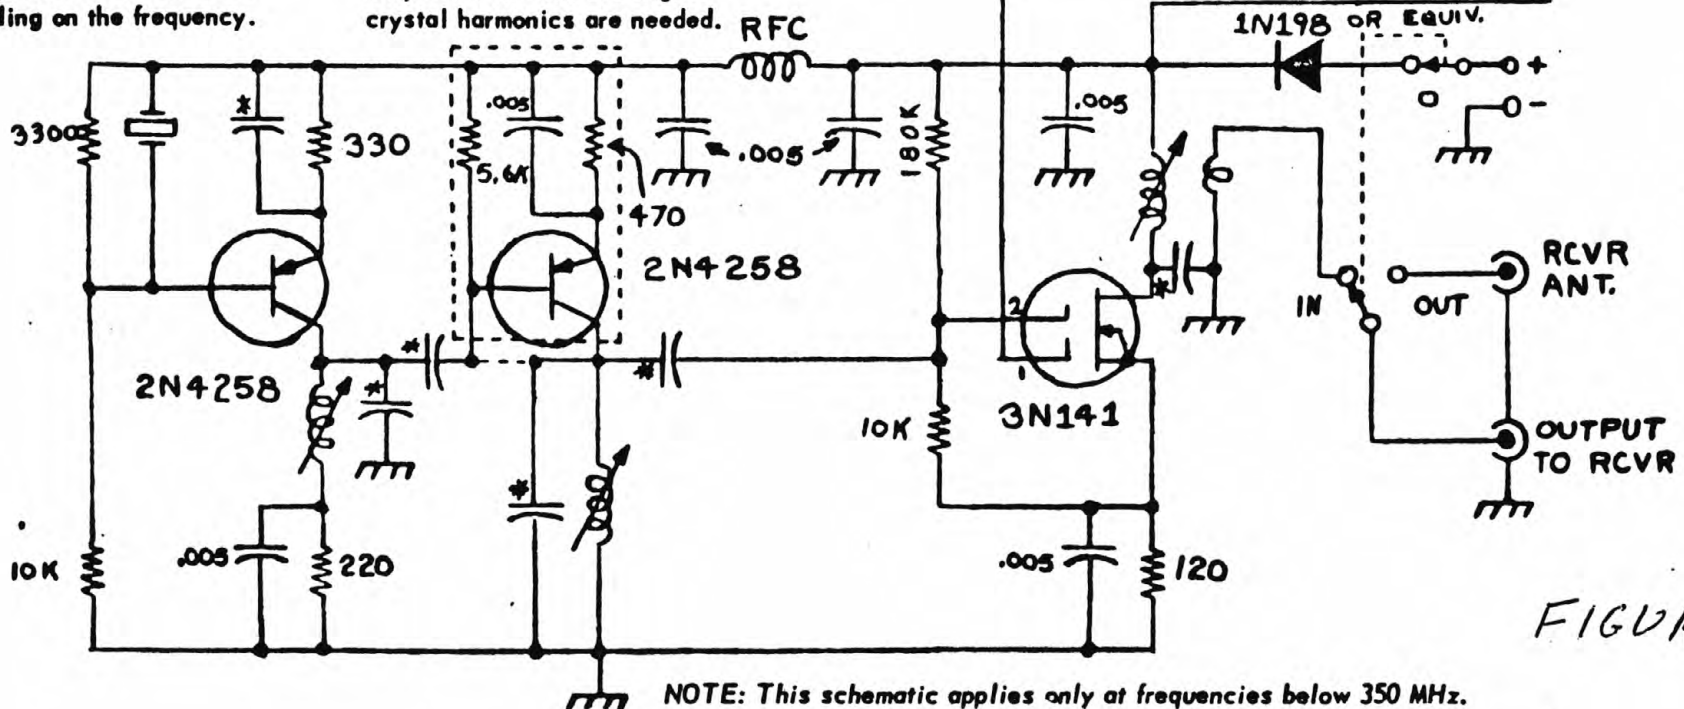 ling on the frequency.
crystal harmonics are needed.
RFC
1N198 OR EQUIV.
+
-
3300
*
330
.005
5.6K
470
.005
180K
.005
2N4258
2N4258
RCVR
ANT.
IN
OUT
2
1
*
*
*
*
3N141
10K
OUTPUT
TO RCVR
*
*
10K
.005
220
.005
120
NOTE: This schematic applies only at frequencies below 350 MHz.